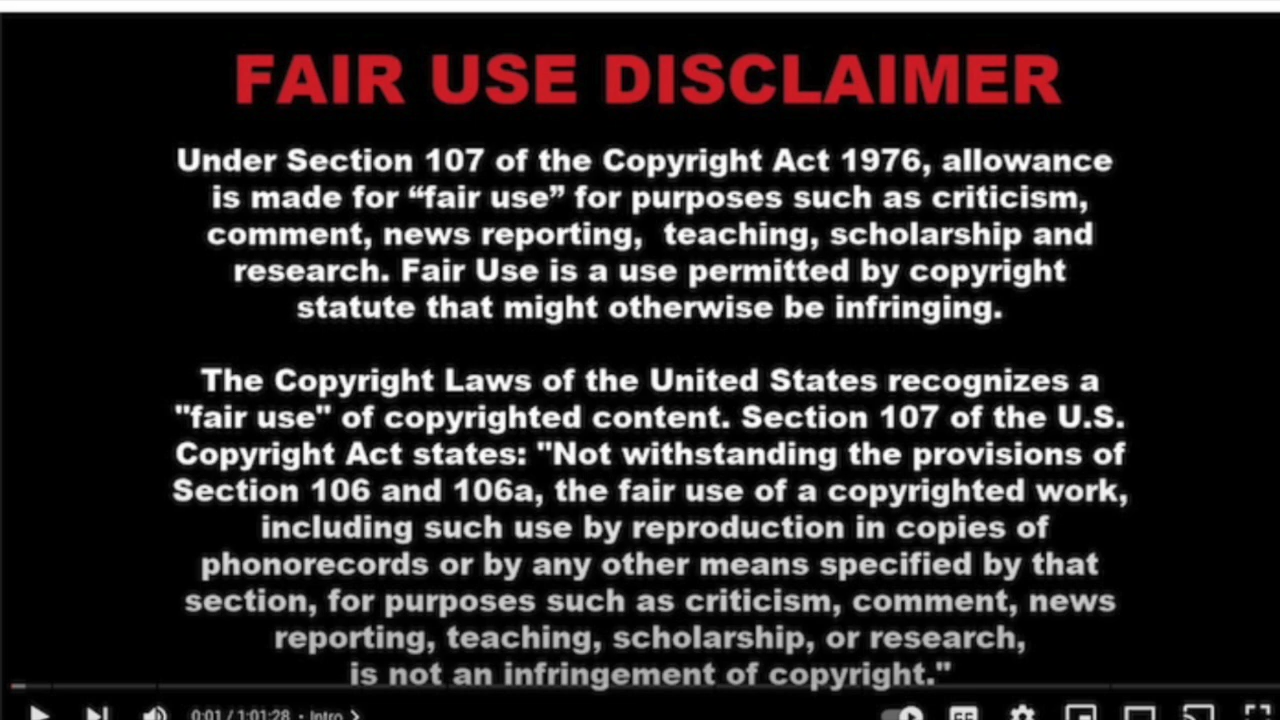 FAIR USE DISCLAIMER
Under Section 107 of the Copyright Act 1976, allowance
is made for “fair use” for purposes such as criticism,
comment, news reporting,  teaching, scholarship and
research. Fair Use is a use permitted by copyright
statute that might otherwise be infringing.
The Copyright Laws of the United States recognizes a
"fair use" of copyrighted content. Section 107 of the U.S.
Copyright Act states: "Not withstanding the provisions of
Section 106 and 106a, the fair use of a copyrighted work,
including such use by reproduction in copies of
phonorecords or by any other means specified by that
section, for purposes such as criticism, comment, news
reporting, teaching, scholarship, or research,
is not an infringement of copyright."
0:01 / 1:01:28 • Intro >